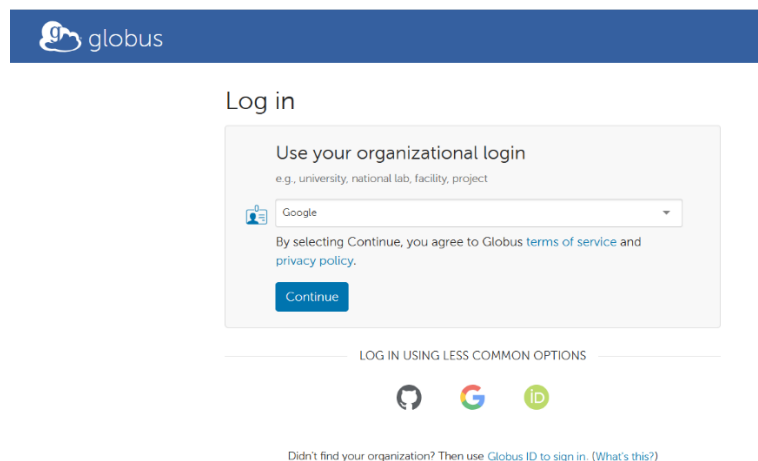 globus
Log in
Use your organizational login
e.g., university, national lab, facility, project
Google
By selecting Continue, you agree to Globus terms of service and
privacy policy.
Continue
LOG IN USING LESS COMMON OPTIONS
G iD
Didn't find your organization? Then use Globus ID to sign in. (What's this?)